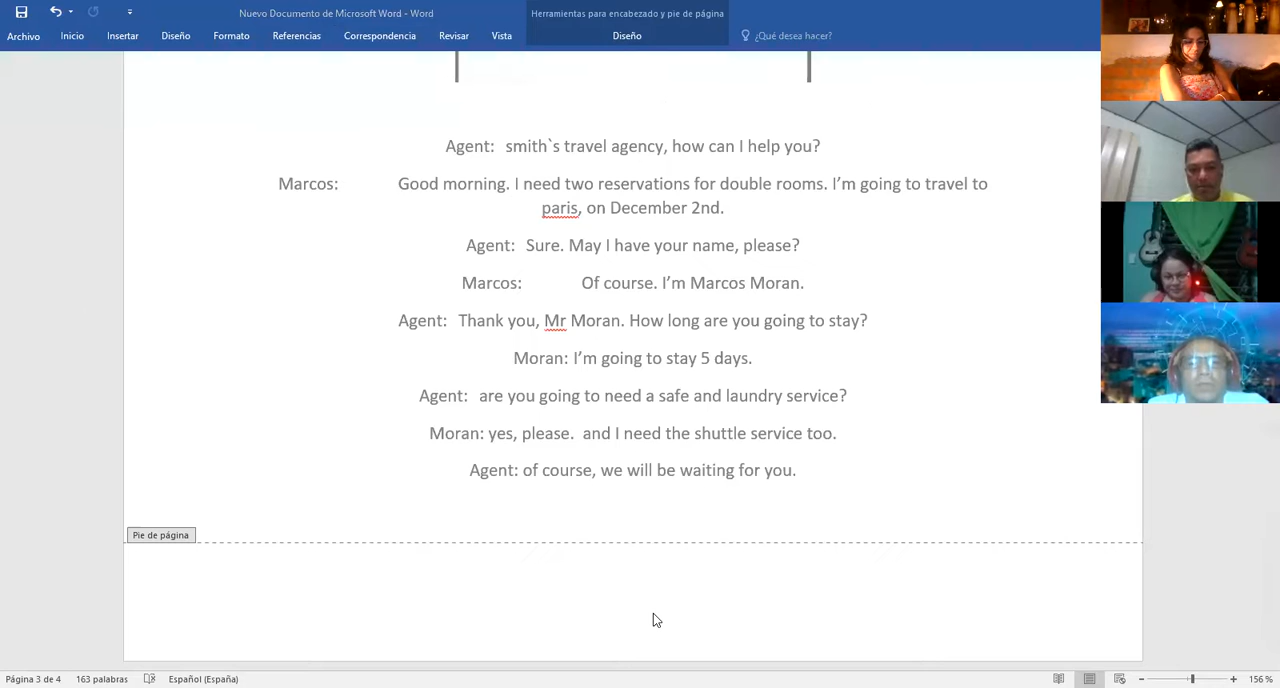 Nuevo Documento de Microsoft Word - Word
Herramientas para encabezado y pie de página
Archivo Inicio Insertar Diseño Formato Referencias Correspondencia Revisar Vista Diseño ¿Qué desea hacer?
Agent: smith`s travel agency, how can I help you?
Marcos: Good morning. I need two reservations for double rooms. I’m going to travel to
paris, on December 2nd.
Agent: Sure. May I have your name, please?
Marcos: Of course. I’m Marcos Moran.
Agent: Thank you, Mr Moran. How long are you going to stay?
Moran: I’m going to stay 5 days.
Agent: are you going to need a safe and laundry service?
Moran: yes, please. and I need the shuttle service too.
Agent: of course, we will be waiting for you.
Pie de página
Página 3 de 4 163 palabras Español (España) 156 %